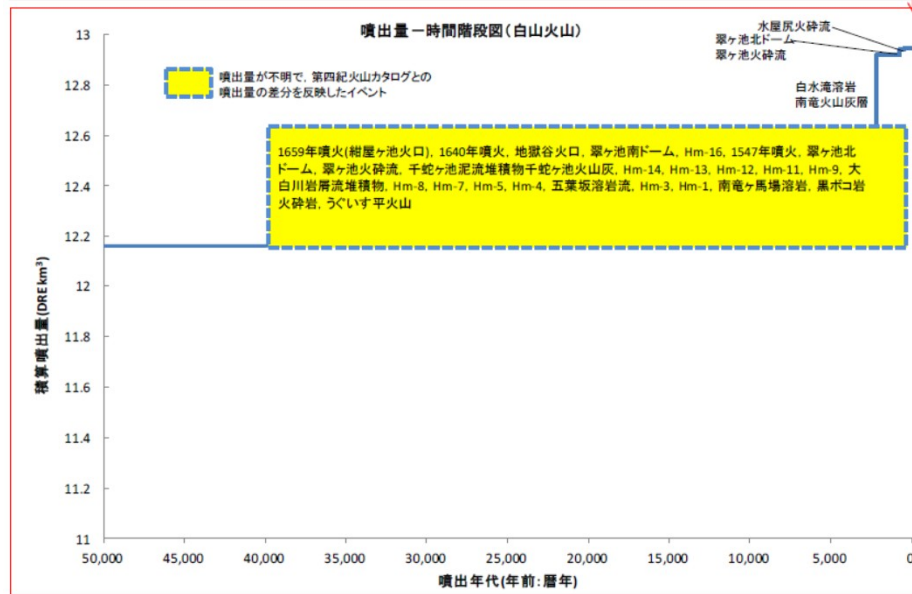 噴出量－時間階段図(白山火山)
噴出量が不明で, 第四紀火山カタログとの
噴出量の差分を反映したイベント
水屋尻火砕流
翠ヶ池北ドーム
翠ヶ池火砕流
白水滝溶岩
南竜火山灰層
1659年噴火(紺屋ヶ池火口), 1640年噴火, 地獄谷火口, 翠ヶ池南ドーム, Hm-16, 1547年噴火, 翠ヶ池北
ドーム, 翠ヶ池火砕流, 千蛇ヶ池泥流堆積物千蛇ヶ池火山灰, Hm-14, Hm-13, Hm-12, Hm-11, Hm-9, 大
白川岩屑流堆積物, Hm-8, Hm-7, Hm-5, Hm-4, 五葉坂溶岩流, Hm-3, Hm-1, 南竜ヶ馬場溶岩, 黒ボコ岩
火砕岩, うぐいす平火山
積算噴出量(DRE km³)
13
12.8
12.6
12.4
12.2
12
11.8
11.6
11.4
11.2
11
50,000 45,000 40,000 35,000 30,000 25,000 20,000 15,000 10,000 5,000 0
噴出年代(年前:暦年)